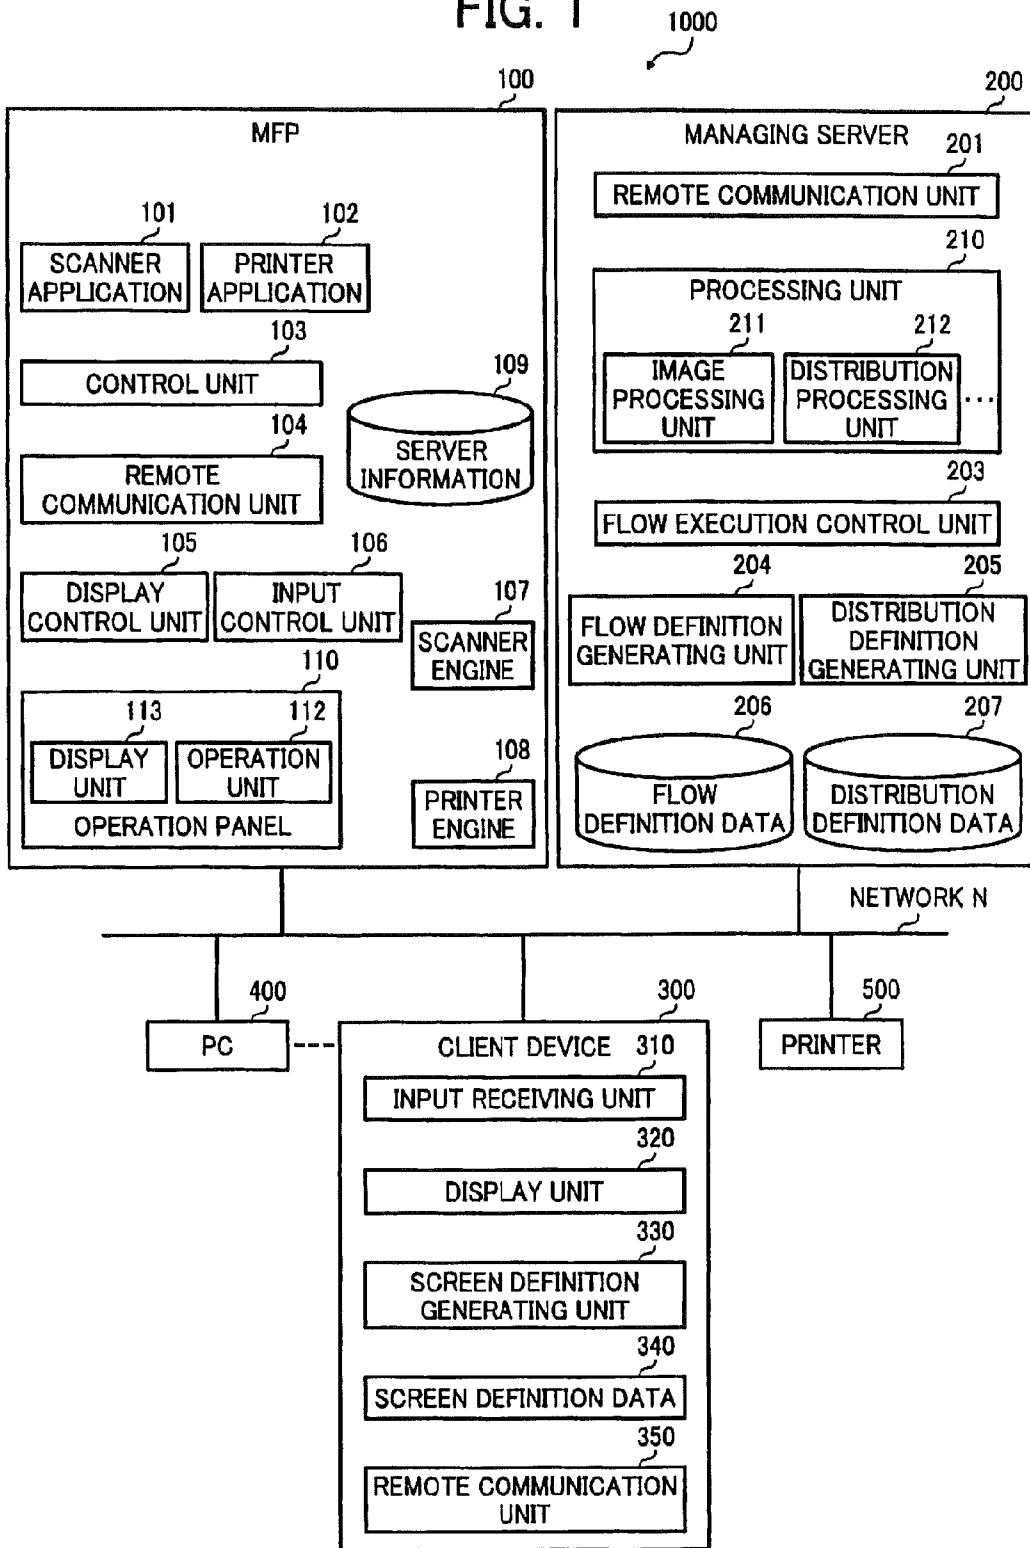 FIG. 1
1000
100
MFP
101
SCANNER
APPLICATION
102
PRINTER
APPLICATION
103
CONTROL UNIT
109
SERVER
INFORMATION
104
REMOTE
COMMUNICATION UNIT
105
DISPLAY
CONTROL UNIT
106
INPUT
CONTROL UNIT
107
SCANNER
ENGINE
110
113
DISPLAY
UNIT
112
OPERATION
UNIT
OPERATION PANEL
108
PRINTER
ENGINE
200
MANAGING SERVER
201
REMOTE COMMUNICATION UNIT
210
PROCESSING UNIT
211
IMAGE
PROCESSING
UNIT
212
DISTRIBUTION
PROCESSING
UNIT
...
203
FLOW EXECUTION CONTROL UNIT
204
FLOW DEFINITION
GENERATING UNIT
205
DISTRIBUTION
DEFINITION
GENERATING UNIT
206
FLOW
DEFINITION DATA
207
DISTRIBUTION
DEFINITION DATA
NETWORK N
400
PC
300
CLIENT DEVICE
310
INPUT RECEIVING UNIT
320
DISPLAY UNIT
330
SCREEN DEFINITION
GENERATING UNIT
340
SCREEN DEFINITION DATA
350
REMOTE COMMUNICATION
UNIT
500
PRINTER